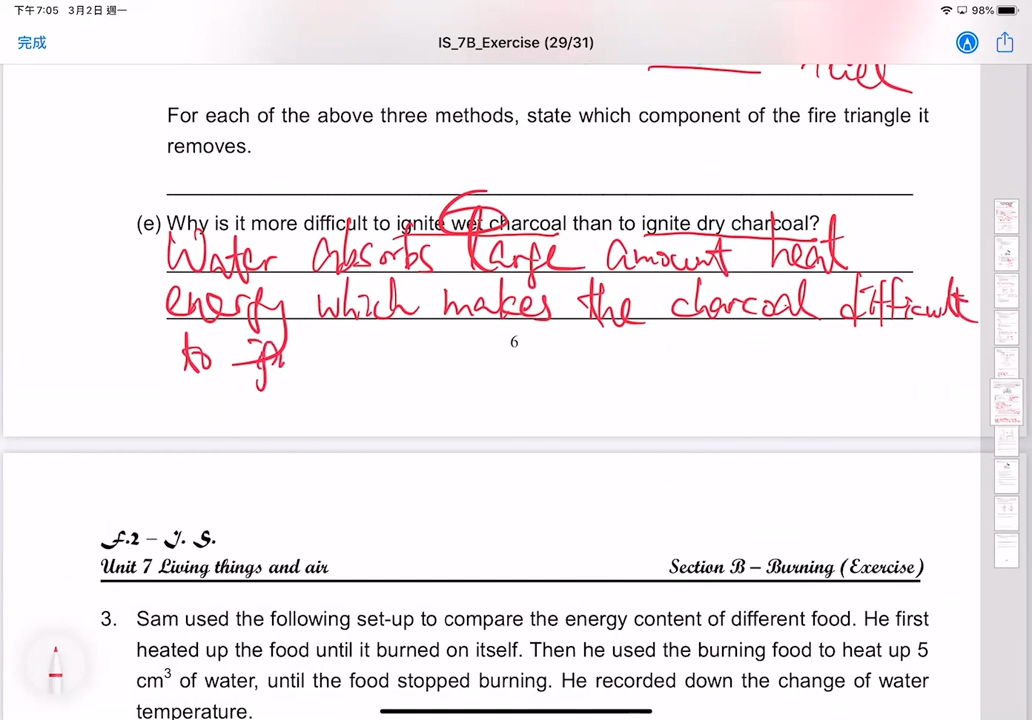 下午7:05 3月2日 週一 98%
完成 IS_7B_Exercise (29/31)
For each of the above three methods, state which component of the fire triangle it
removes.
(e) Why is it more difficult to ignite wet charcoal than to ignite dry charcoal?
Water absorbs large amount heat
energy which makes the charcoal difficult
to ig
6
F.2 – I. S.
Unit 7 Living things and air Section B – Burning (Exercise)
3. Sam used the following set-up to compare the energy content of different food. He first
heated up the food until it burned on itself. Then he used the burning food to heat up 5
cm³ of water, until the food stopped burning. He recorded down the change of water
temperature.